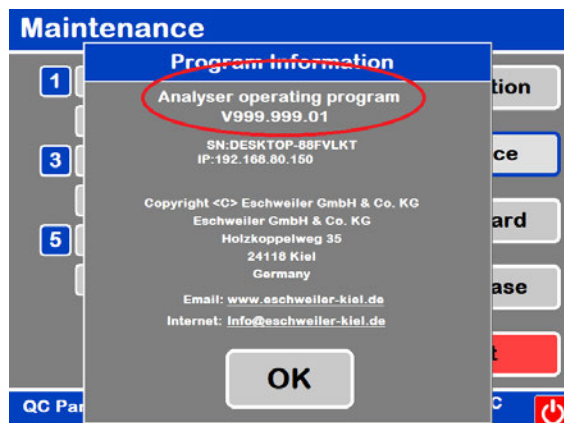 Maintenance
Program Information
Analyser operating program
V999.999.01
SN:DESKTOP-88FVLKT
IP:192.168.80.150
Copyright <C> Eschweiler GmbH & Co. KG
Eschweiler GmbH & Co. KG
Holzkoppelweg 35
24118 Kiel
Germany
Email: www.eschweiler-kiel.de
Internet: Info@eschweiler-kiel.de
OK
1
3
5
tion
ce
ard
ase
t
QC Par
C